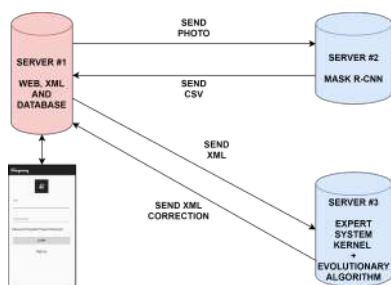 SEND
PHOTO
SERVER #1
WEB, XML
AND
DATABASE
SERVER #2
MASK R-CNN
SEND
CSV
SEND
XML
SEND XML
CORRECTION
SERVER #3
EXPERT
SYSTEM
KERNEL
+
EVOLUTIONARY
ALGORITHM